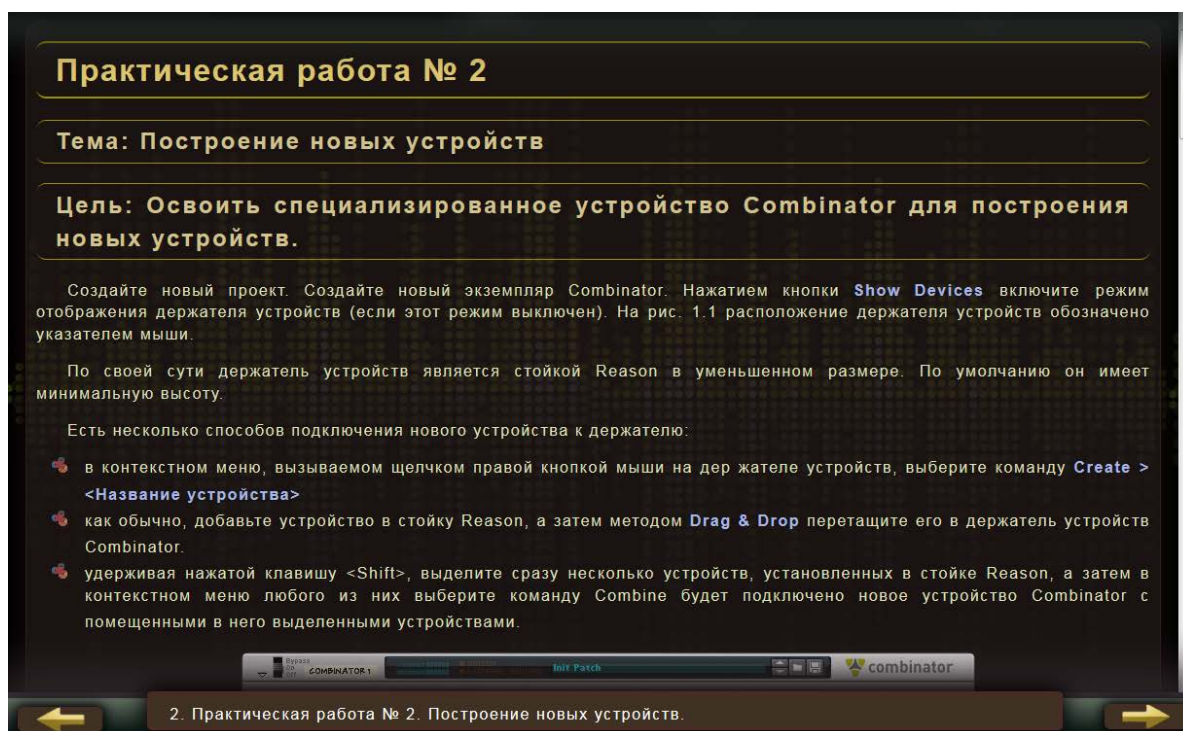 Практическая работа № 2
Тема: Построение новых устройств
Цель: Освоить специализированное устройство Combinator для построения
новых устройств.
Создайте новый проект. Создайте новый экземпляр Combinator. Нажатием кнопки Show Devices включите режим
отображения держателя устройств (если этот режим выключен). На рис. 1.1 расположение держателя устройств обозначено
указателем мыши.
По своей сути держатель устройств является стойкой Reason в уменьшенном размере. По умолчанию он имеет
минимальную высоту.
Есть несколько способов подключения нового устройства к держателю:
в контекстном меню, вызываемом щелчком правой кнопкой мыши на дер жателе устройств, выберите команду Create >
<Название устройства>
как обычно, добавьте устройство в стойку Reason, а затем методом Drag & Drop перетащите его в держатель устройств
Combinator.
удерживая нажатой клавишу <Shift>, выделите сразу несколько устройств, установленных в стойке Reason, а затем в
контекстном меню любого из них выберите команду Combine будет подключено новое устройство Combinator с
помещенными в него выделенными устройствами.
Bypass
On
Off
COMBINATOR 1
Init Patch
combinator
2. Практическая работа № 2. Построение новых устройств.